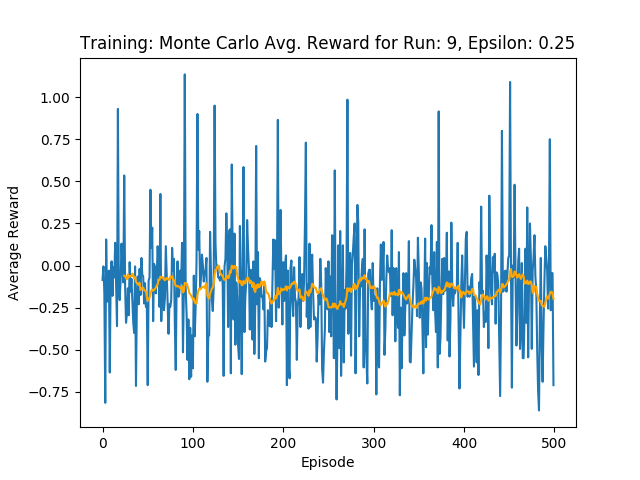 Training: Monte Carlo Avg. Reward for Run: 9, Epsilon: 0.25
1.00
0.75
0.50
0.25
0.00
−0.25
−0.50
−0.75
Average Reward
0 100 200 300 400 500
Episode